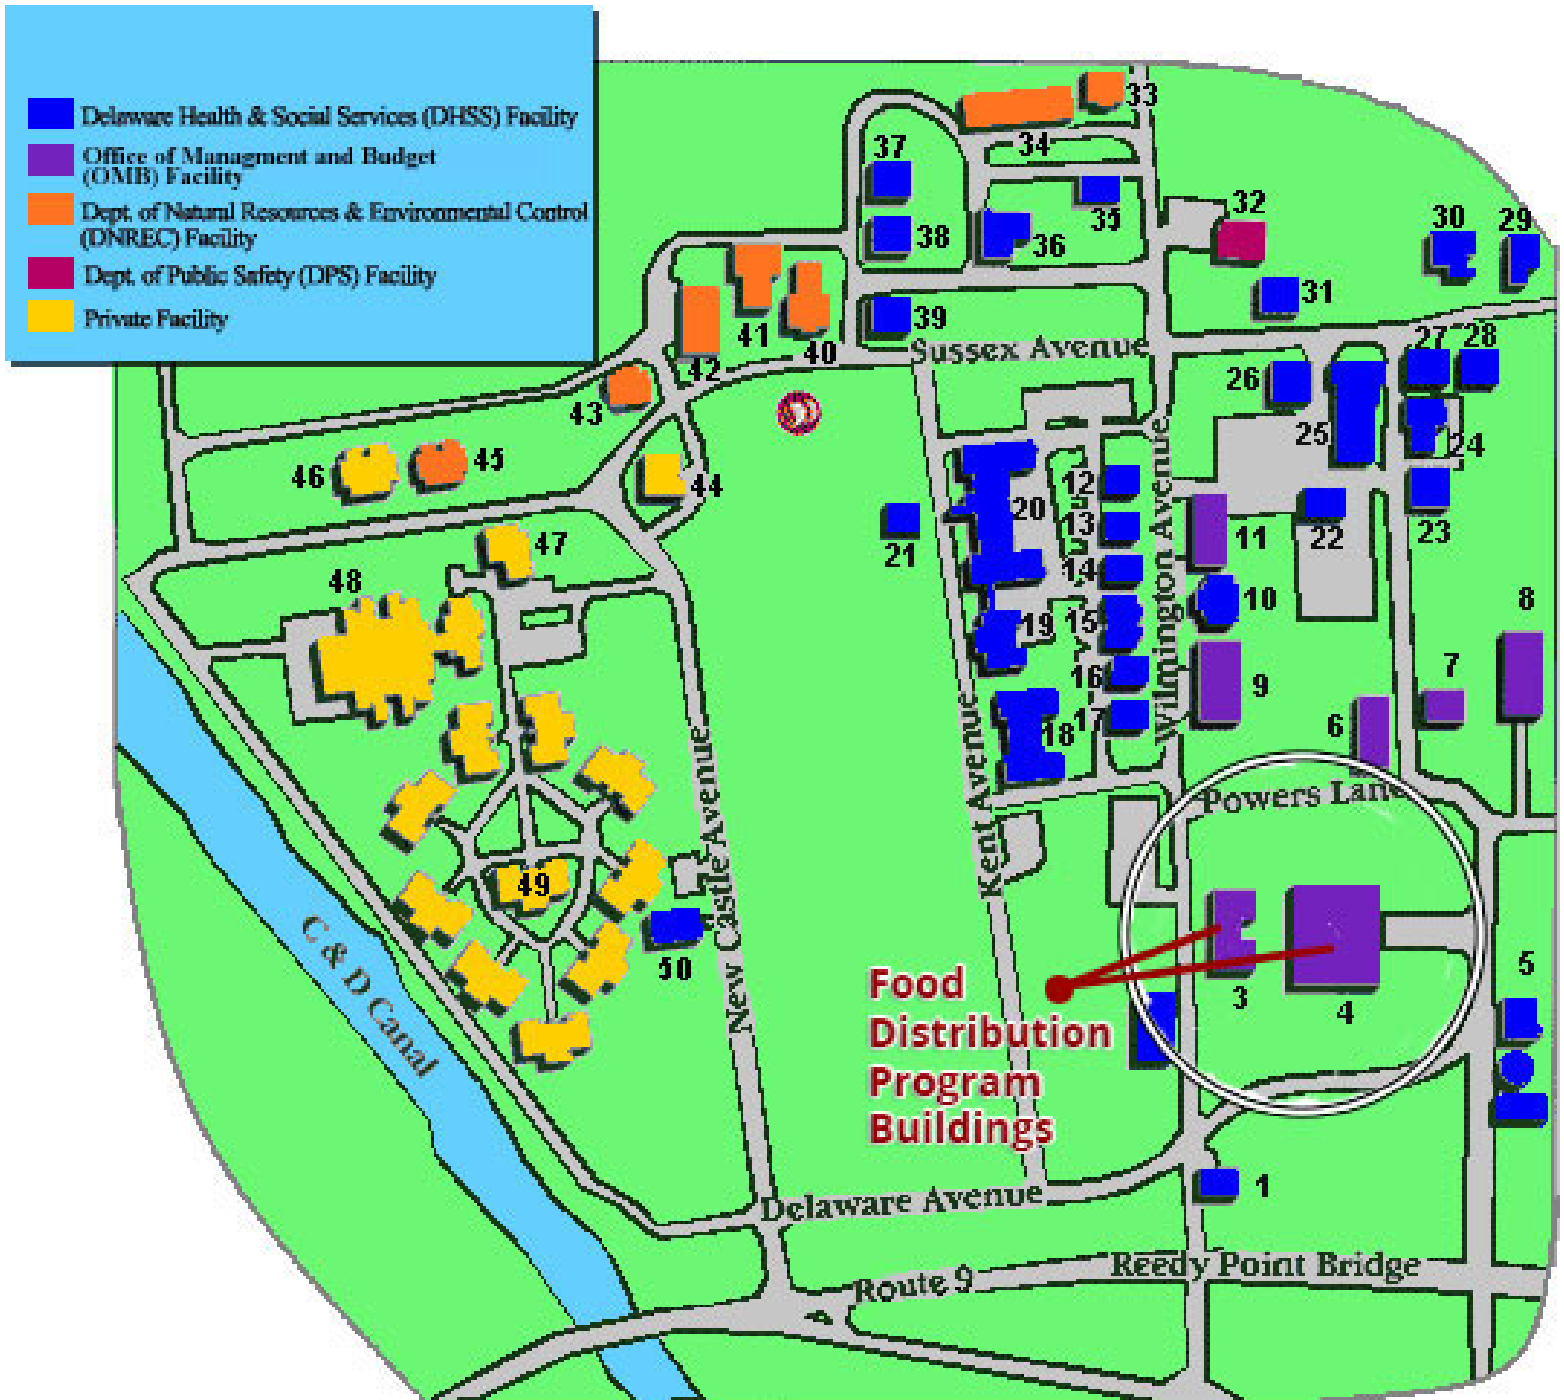 Delaware Health & Social Services (DHSS) Facility
Office of Managment and Budget
(OMB) Facility
Dept. of Natural Resources & Environmental Control
(DNREC) Facility
Dept. of Public Safety (DPS) Facility
Private Facility
33
34
37
35
32
30
29
38
36
31
39
41
40
42
Sussex Avenue
27
28
26
43
25
24
46
45
44
12
20
13
21
11
22
23
47
14
48
10
8
19
15
16
9
7
18
17
6
Wilmington Avenue
Powers Lane
Kent Avenue
New Castle Avenue
49
50
C & D Canal
Food
Distribution
Program
Buildings
3
4
5
1
Delaware Avenue
Reedy Point Bridge
Route 9